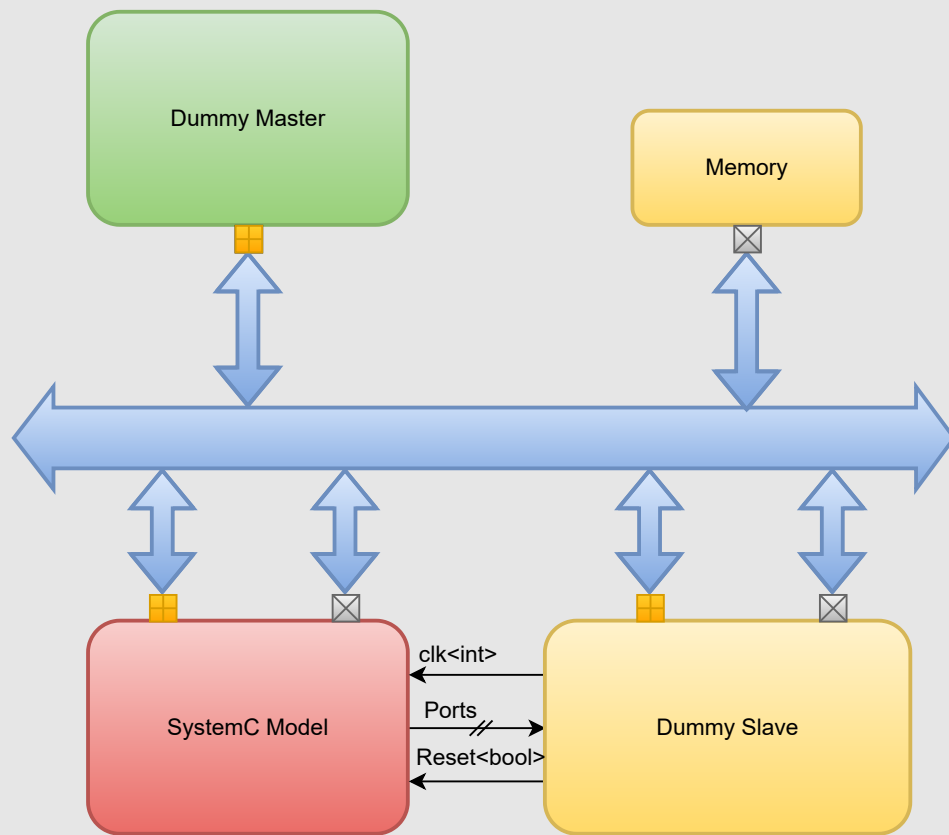 Dummy Master
Memory
clk<int>
Ports
SystemC Model
Dummy Slave
Reset<bool>